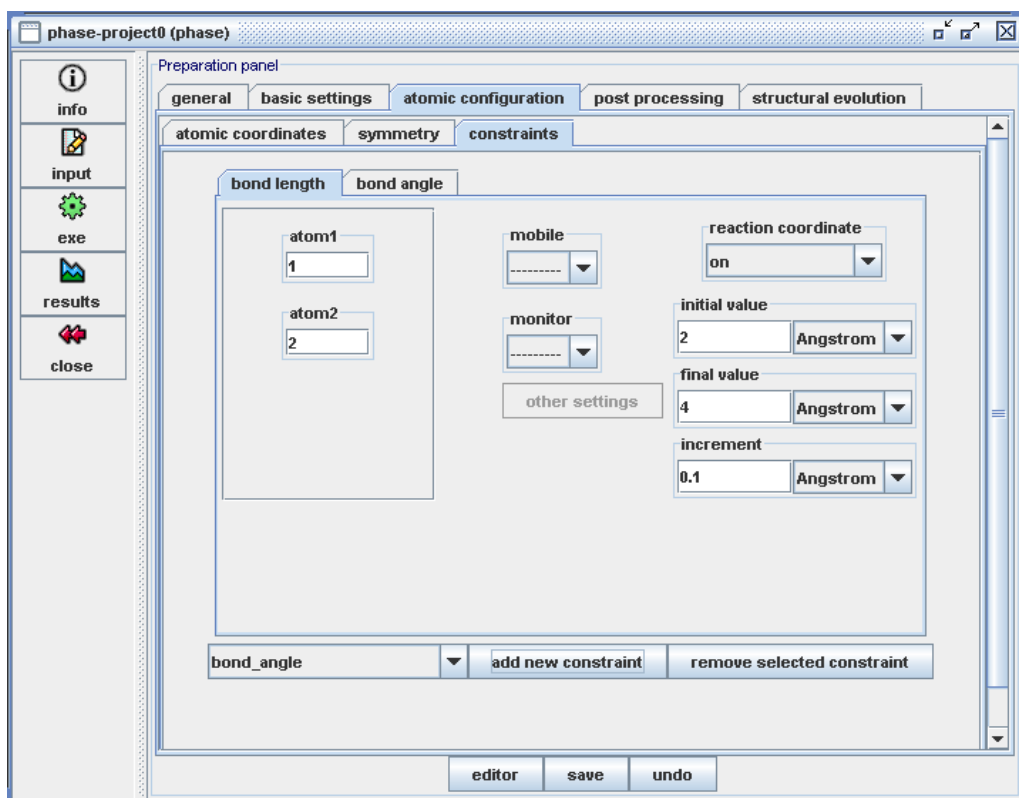 phase-project0 (phase)
info
input
exe
results
close
Preparation panel
general basic settings atomic configuration post processing structural evolution
atomic coordinates symmetry constraints
bond length bond angle
atom1
1
atom2
2
mobile
---------
monitor
---------
other settings
reaction coordinate
on
initial value
2 Angstrom
final value
4 Angstrom
increment
0.1 Angstrom
bond_angle add new constraint remove selected constraint
editor save undo